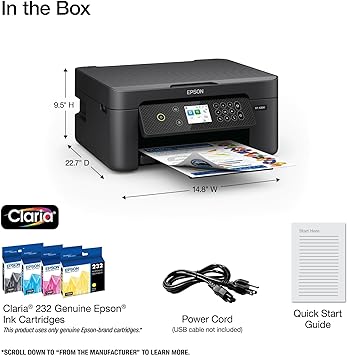 In the Box
EPSON
9.5" H
22.7" D
14.8" W
Claria
EPSON
232
Claria® 232 Genuine Epson®
Ink Cartridges
This product uses only genuine Epson-brand cartridges.*
Power Cord
(USB cable not included)
Start Here
Quick Start
Guide
*SCROLL DOWN TO "FROM THE MANUFACTURER" TO LEARN MORE.